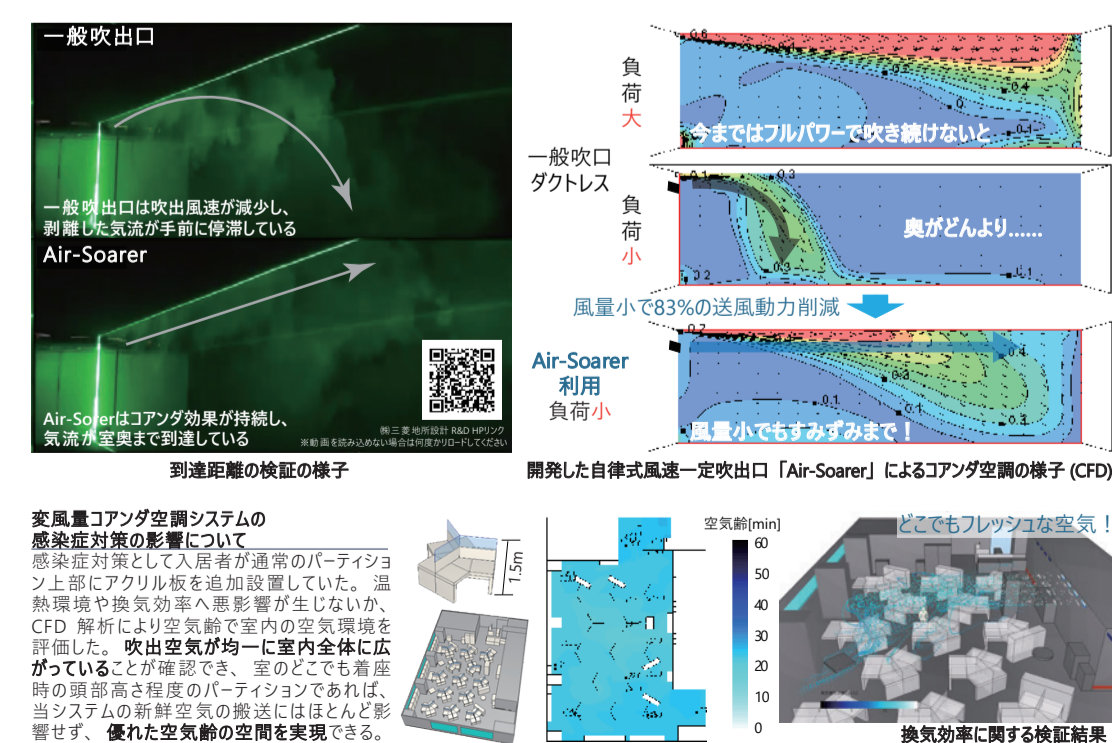 一般吹出口
一般吹出口は吹出風速が減少し、
剥離した気流が手前に停滞している
Air-Soarer
Air-Sorerはコアンダ効果が持続し、
気流が室奥まで到達している
㈱三菱地所設計 R&D HPリンク
※動画を読み込めない場合は何度かリロードしてください
到達距離の検証の様子
一般吹口
ダクトレス
負荷大
今まではフルパワーで吹き続けないと
負荷小
奥がどんより......
風量小で83%の送風動力削減
Air-Soarer
利用
負荷小
風量小でもすみずみまで！
開発した自律式風速一定吹出口「Air-Soarer」によるコアンダ空調の様子 (CFD)
変風量コアンダ空調システムの
感染症対策の影響について
感染症対策として入居者が通常のパーティショ
ン上部にアクリル板を追加設置していた。温
熱環境や換気効率へ悪影響が生じないか、
CFD 解析により空気齢で室内の空気環境を
評価した。吹出空気が均一に室内全体に広
がっていることが確認でき、室のどこでも着座
時の頭部高さ程度のパーティションであれば、
当システムの新鮮空気の搬送にはほとんど影
響せず、優れた空気齢の空間を実現できる。
1.5m
空気齢[min]
60
50
40
30
20
10
0
どこでもフレッシュな空気！
換気効率に関する検証結果